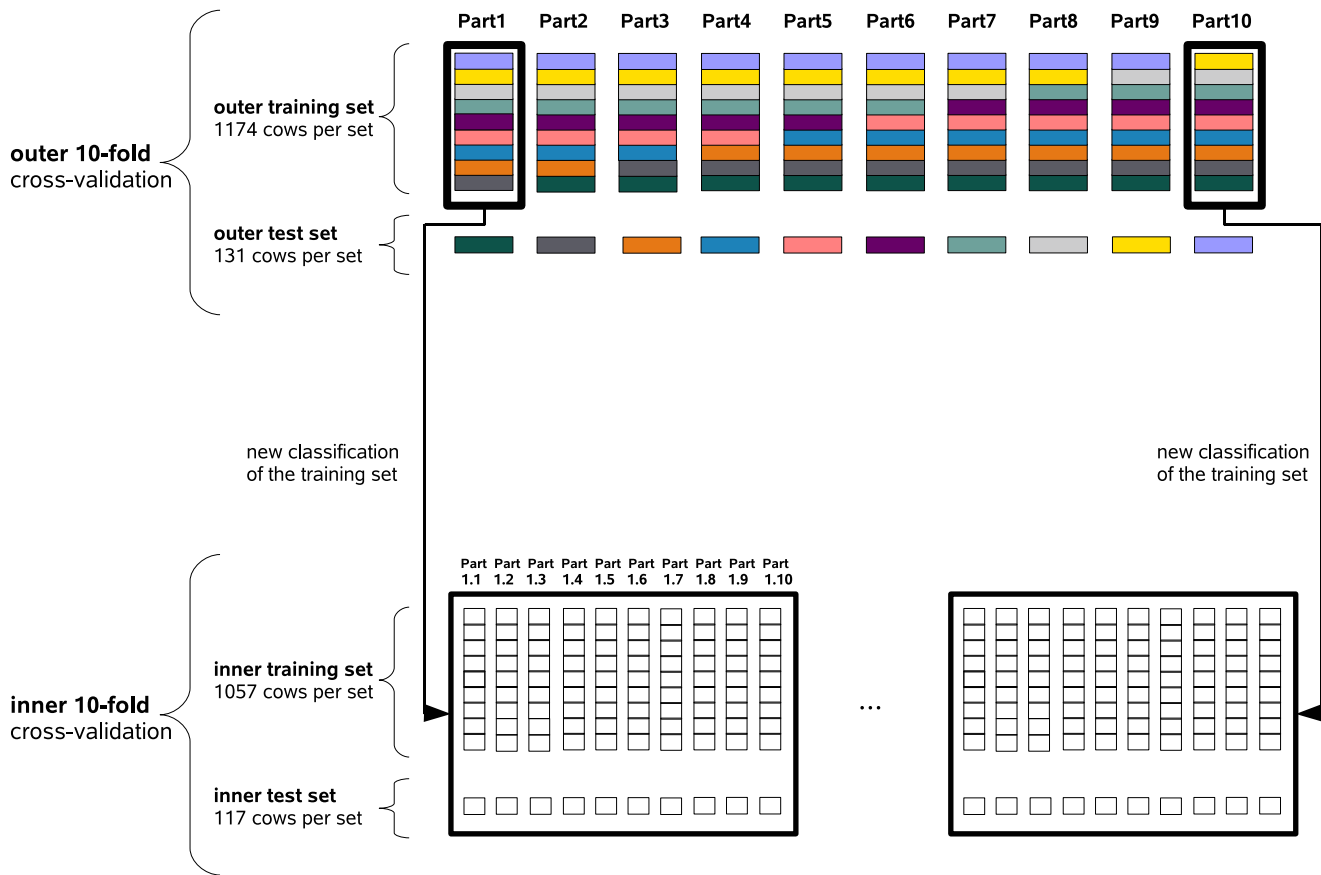 Part1 Part2 Part3 Part4 Part5 Part6 Part7 Part8 Part9 Part10
outer training set
1174 cows per set
outer 10-fold
cross-validation
outer test set
131 cows per set
new classification
of the training set
new classification
of the training set
Part Part Part Part Part Part Part Part Part Part
1.1 1.2 1.3 1.4 1.5 1.6 1.7 1.8 1.9 1.10
inner training set
1057 cows per set
inner 10-fold
cross-validation
...
inner test set
117 cows per set